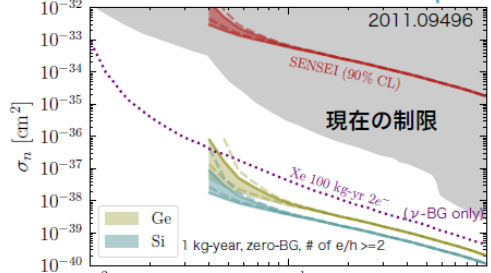 10⁻³²
2011.09496
10⁻³³
SENSEI (90% CL)
10⁻³⁴
現在の制限
10⁻³⁵
σₙ [cm²]
10⁻³⁶
10⁻³⁷
Xe 100 kg-yr 2e⁻
(ν-BG only)
10⁻³⁸
Ge
10⁻³⁹
Si
1 kg-year, zero-BG, # of e/h >=2
10⁻⁴⁰